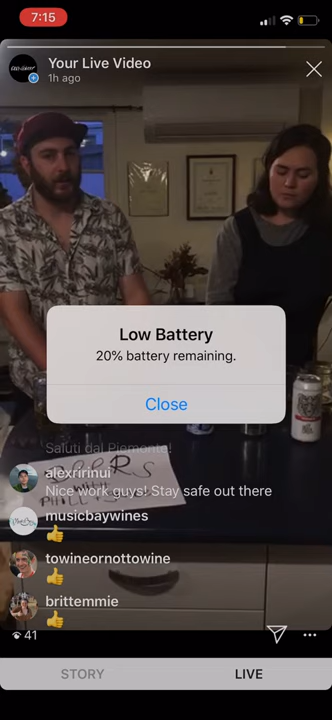 7:15
Your Live Video
1h ago
Low Battery
20% battery remaining.
Close
Saluti dal Piemonte!
alexririnui
Nice work guys! Stay safe out there
musicbaywines
👍
towineornottowine
👍
brittemmie
👍
41
STORY
LIVE